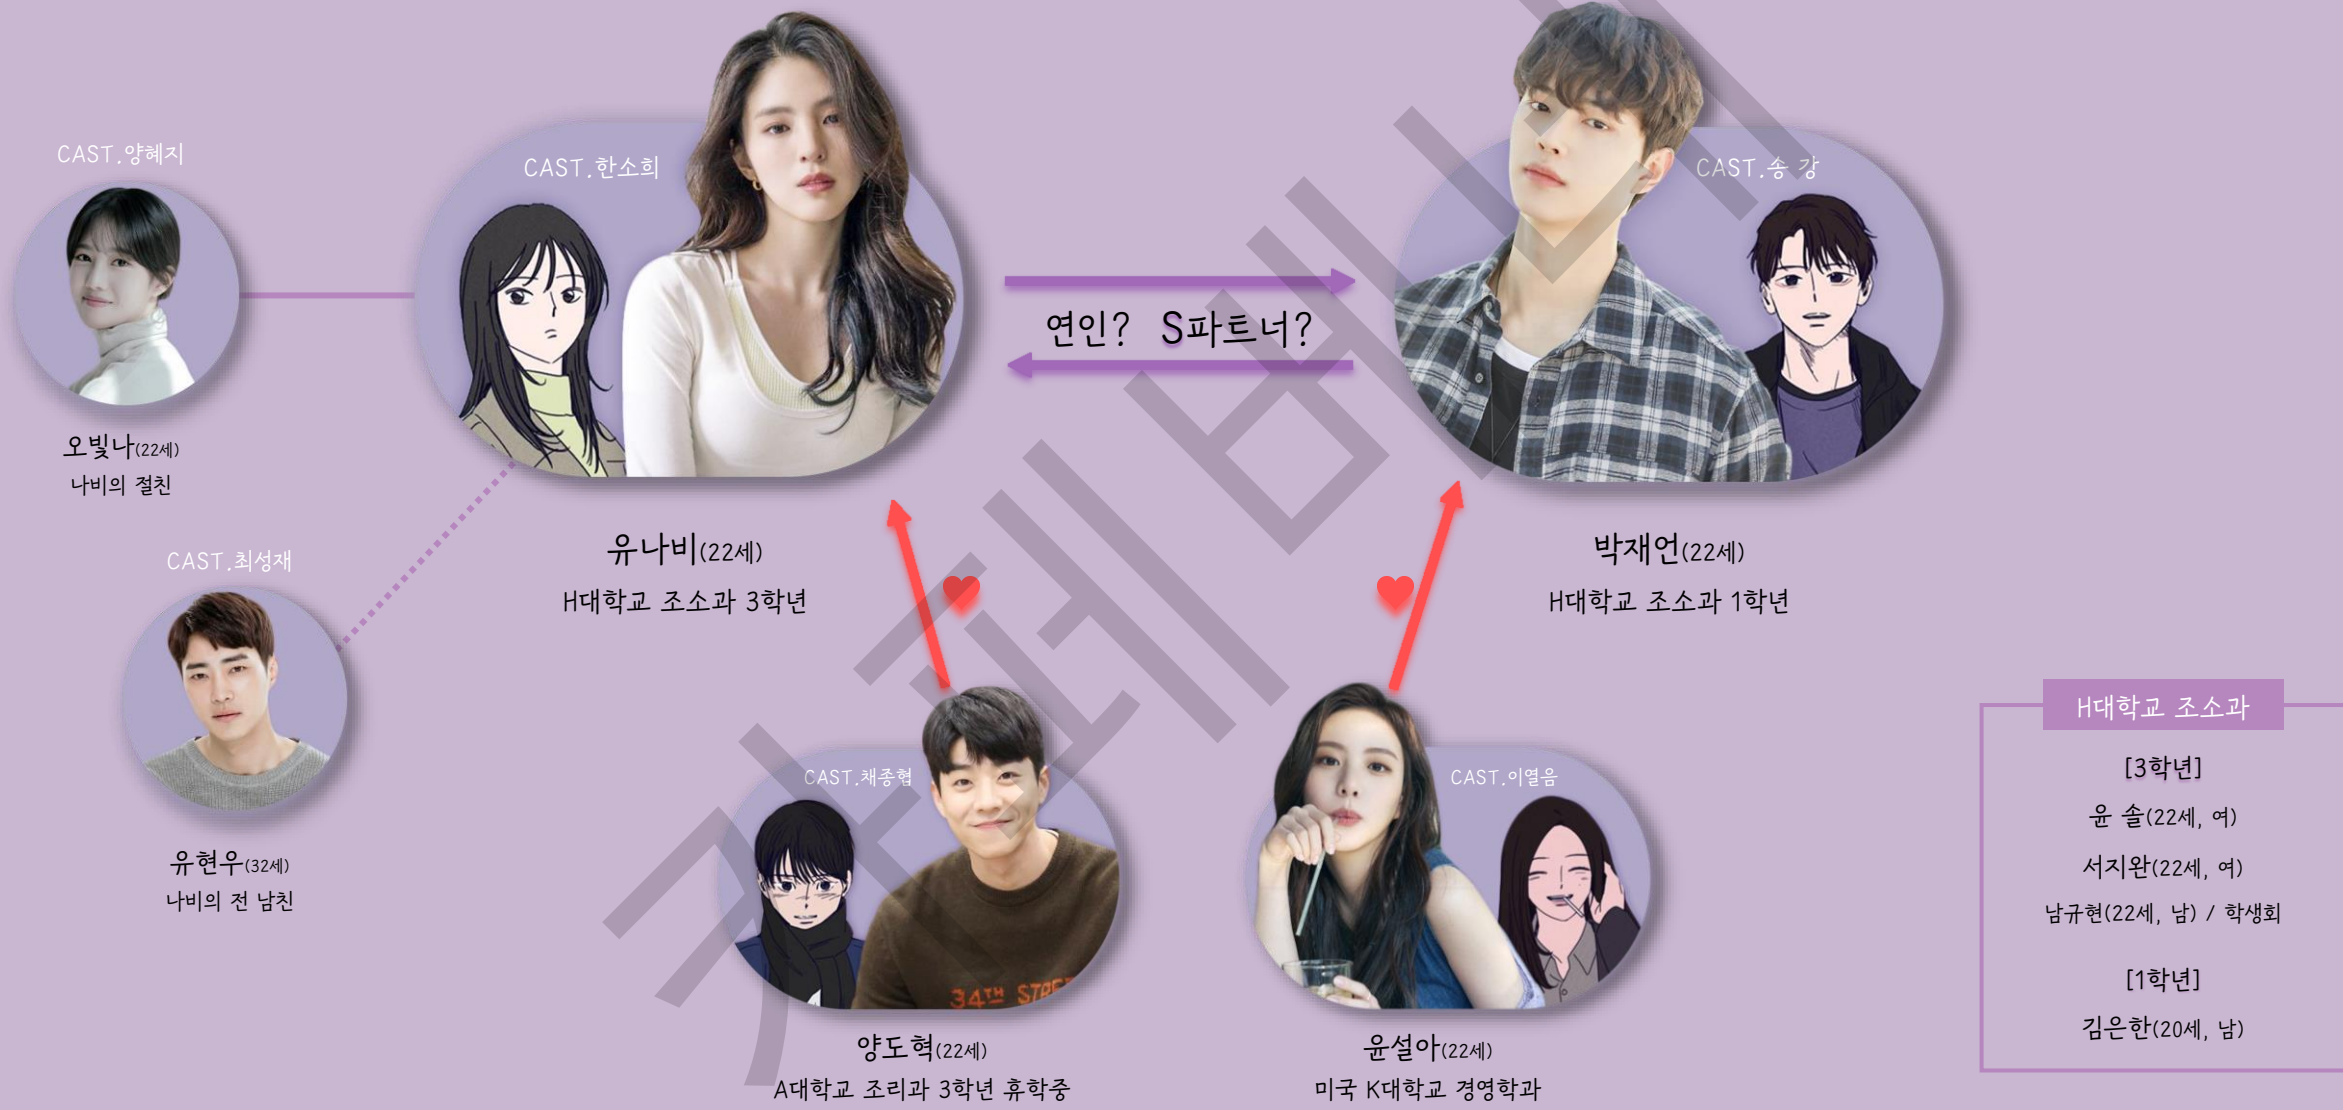 CAST.양혜지
오빛나(22세)
나비의 절친
CAST.한소희
유나비(22세)
H대학교 조소과 3학년
연인? S파트너?
CAST.송 강
박재언(22세)
H대학교 조소과 1학년
CAST.최성재
유현우(32세)
나비의 전 남친
CAST.채종협
34TH STREE
양도혁(22세)
A대학교 조리과 3학년 휴학중
CAST.이열음
윤설아(22세)
미국 K대학교 경영학과
H대학교 조소과
[3학년]
윤 솔(22세, 여)
서지완(22세, 여)
남규현(22세, 남) / 학생회
[1학년]
김은한(20세, 남)